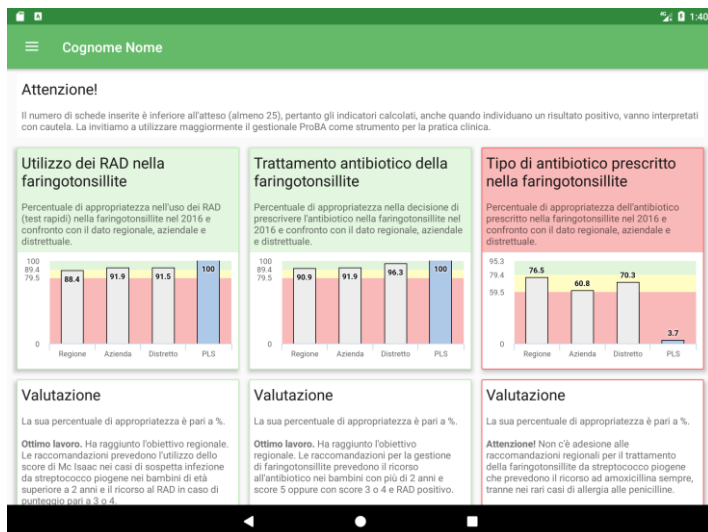 4G 1:40
Cognome Nome
Attenzione!
Il numero di schede inserite è inferiore all'atteso (almeno 25), pertanto gli indicatori calcolati, anche quando individuano un risultato positivo, vanno interpretati
con cautela. La invitiamo a utilizzare maggiormente il gestionale ProBA come strumento per la pratica clinica.
Utilizzo dei RAD nella
faringotonsillite
Percentuale di appropriatezza nell'uso dei RAD
(test rapidi) nella faringotonsillite nel 2016 e
confronto con il dato regionale, aziendale e
distrettuale.
100
89.4
79.5
0
88.4
91.9
91.5
100
Regione Azienda Distretto PLS
Trattamento antibiotico della
faringotonsillite
Percentuale di appropriatezza nella decisione di
prescrivere l'antibiotico nella faringotonsillite nel
2016 e confronto con il dato regionale, aziendale
e distrettuale.
100
89.4
79.5
0
90.9
91.9
96.3
100
Regione Azienda Distretto PLS
Tipo di antibiotico prescritto
nella faringotonsillite
Percentuale di appropriatezza dell'antibiotico
prescritto nella faringotonsillite nel 2016 e
confronto con il dato regionale, aziendale e
distrettuale.
95.3
79.4
59.5
0
76.5
60.8
70.3
3.7
Regione Azienda Distretto PLS
Valutazione
La sua percentuale di appropriatezza è pari a %.
Ottimo lavoro. Ha raggiunto l'obiettivo regionale.
Le raccomandazioni prevedono l'utilizzo dello
score di Mc Isaac nei casi di sospetta infezione
da streptococco piogene nei bambini di età
superiore a 2 anni e il ricorso al RAD in caso di
punteggio pari a 3 o 4.
Valutazione
La sua percentuale di appropriatezza è pari a %.
Ottimo lavoro. Ha raggiunto l'obiettivo
regionale. Le raccomandazioni per la gestione
di faringotonsillite prevedono il ricorso
all'antibiotico nei bambini con più di 2 anni e
score 5 oppure con score 3 o 4 e RAD positivo.
Valutazione
La sua percentuale di appropriatezza è pari a %.
Attenzione! Non c'è adesione alle
raccomandazioni regionali per il trattamento
della faringotonsillite da streptococco piogene
che prevedono il ricorso ad amoxicillina sempre,
tranne nei rari casi di allergia alle penicilline.